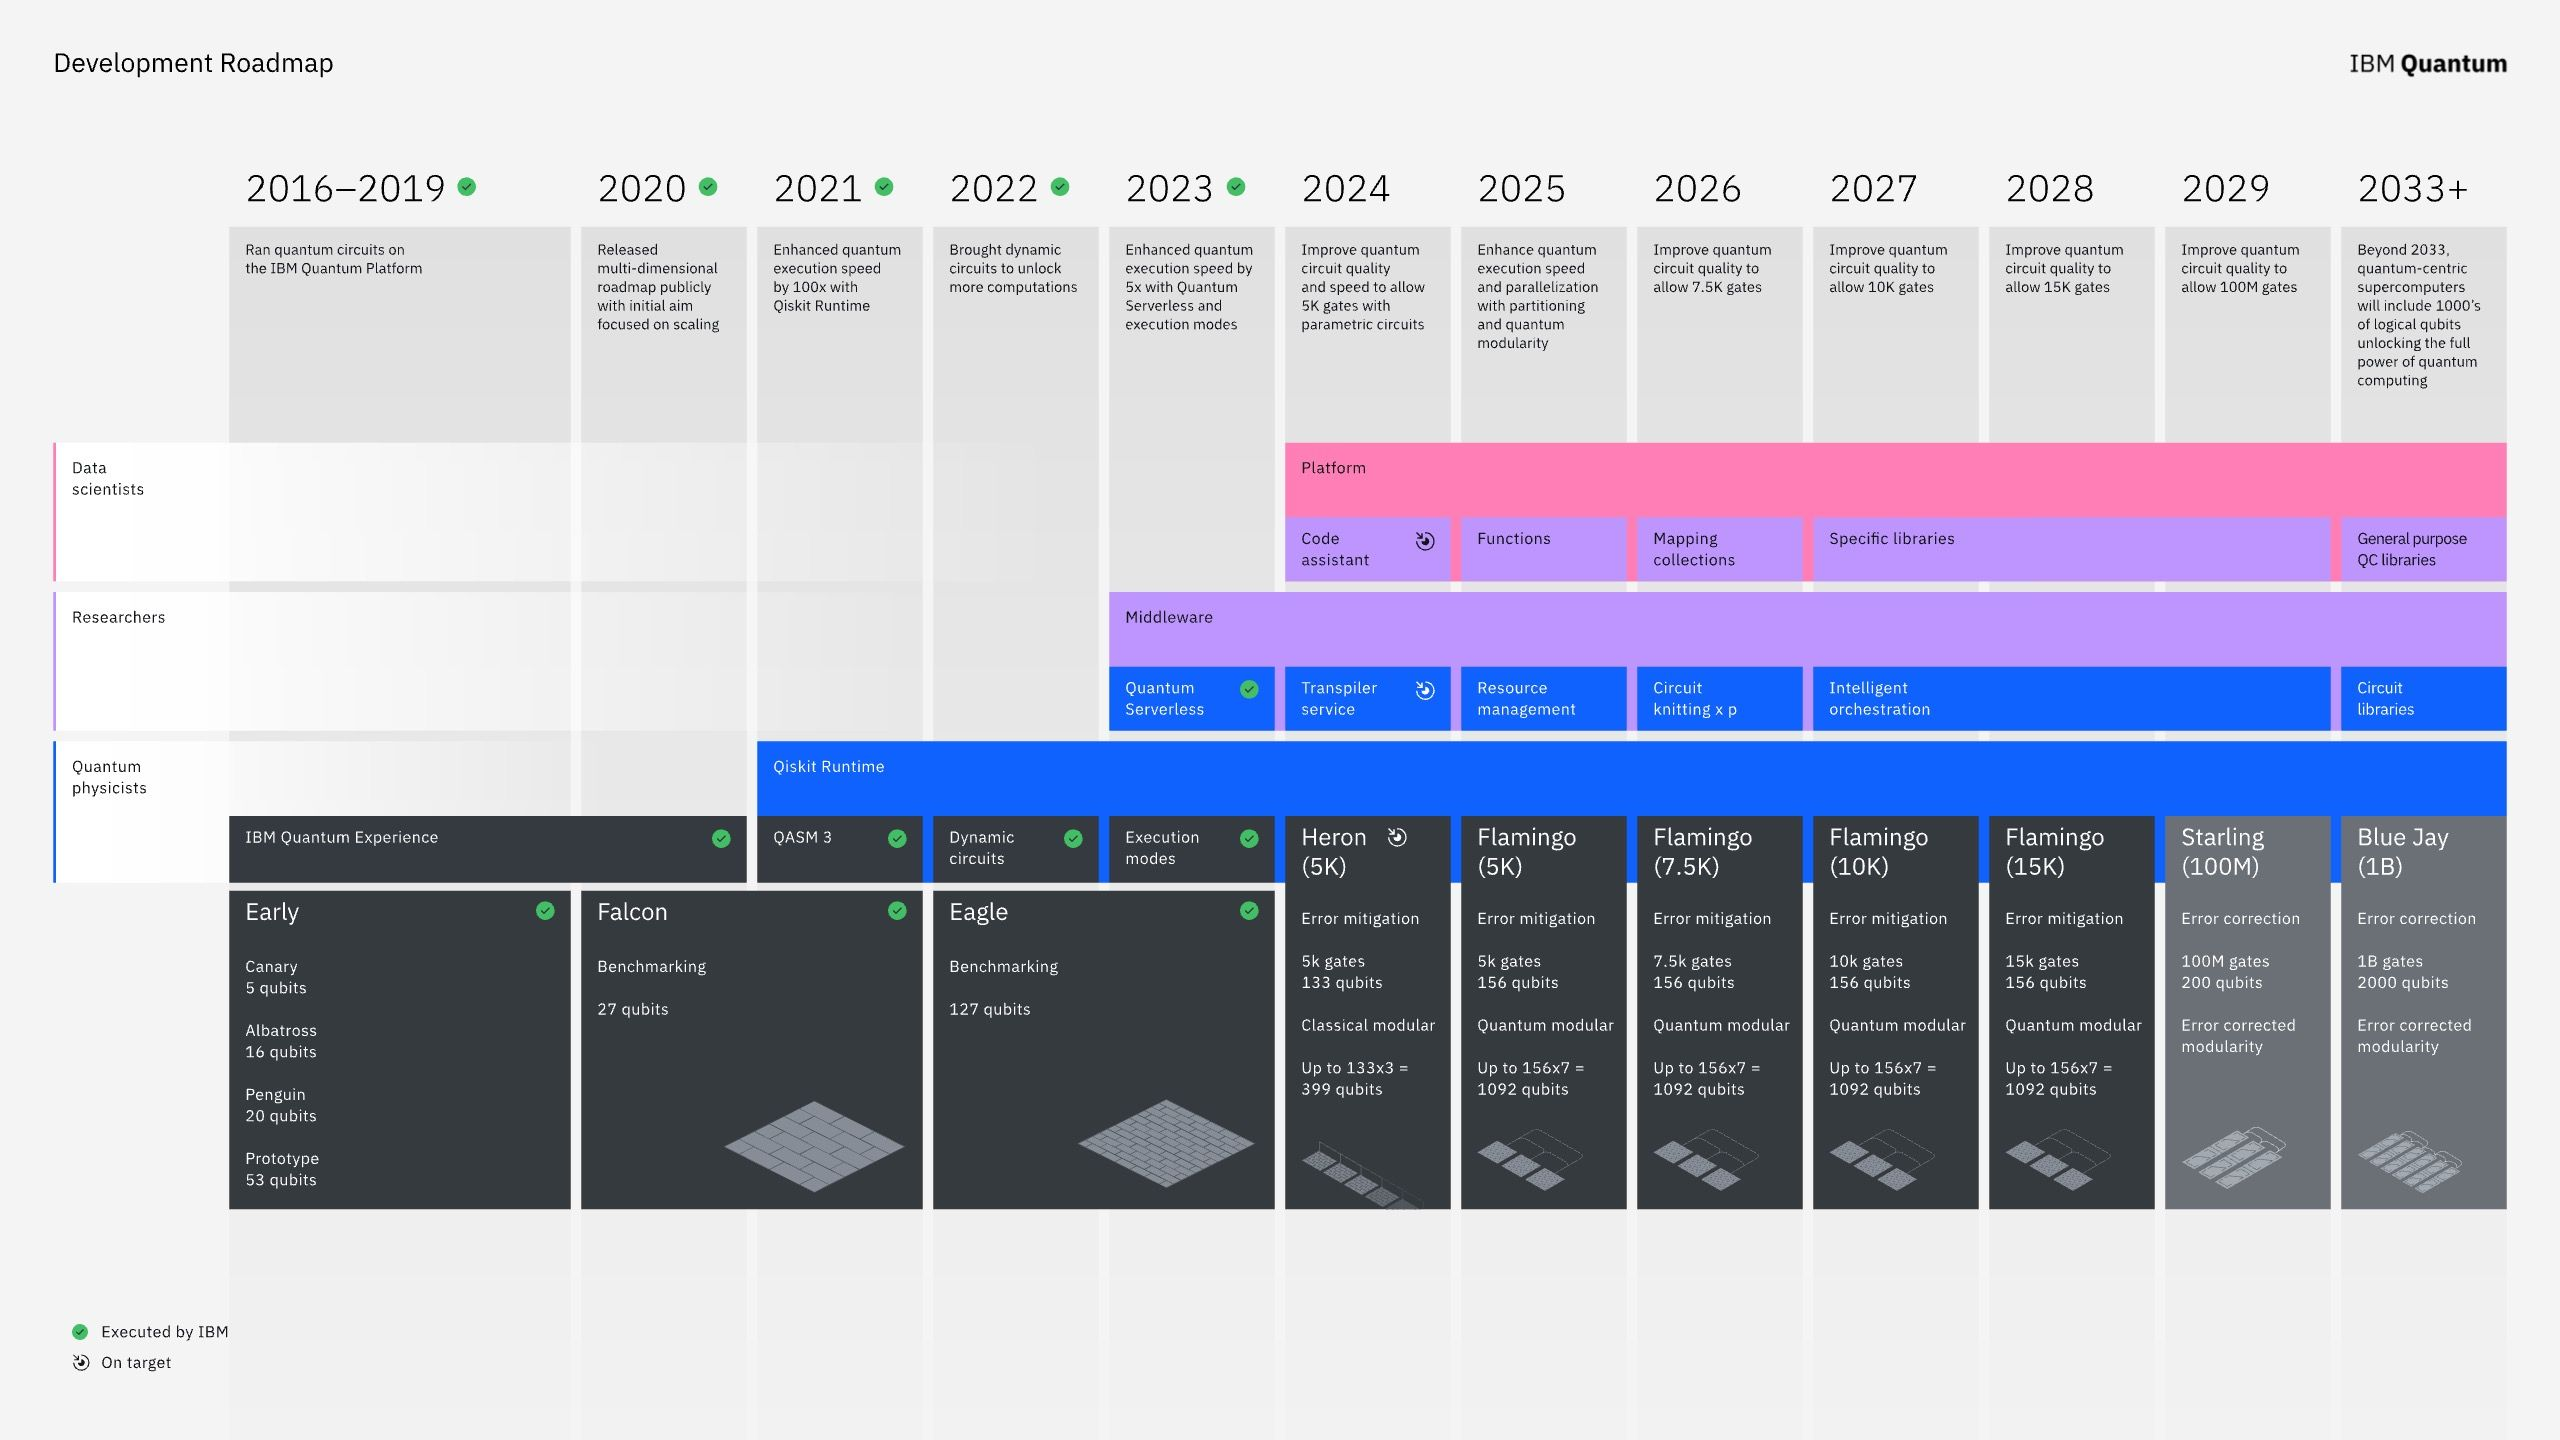 Development Roadmap
IBM Quantum
2016–2019
2020
2021
2022
2023
2024
2025
2026
2027
2028
2029
2033+
Ran quantum circuits on
the IBM Quantum Platform
Released
multi-dimensional
roadmap publicly
with initial aim
focused on scaling
Enhanced quantum
execution speed
by 100x with
Qiskit Runtime
Brought dynamic
circuits to unlock
more computations
Enhanced quantum
execution speed by
5x with Quantum
Serverless and
execution modes
Improve quantum
circuit quality
and speed to allow
5K gates with
parametric circuits
Enhance quantum
execution speed
and parallelization
with partitioning
and quantum
modularity
Improve quantum
circuit quality to
allow 7.5K gates
Improve quantum
circuit quality to
allow 10K gates
Improve quantum
circuit quality to
allow 15K gates
Improve quantum
circuit quality to
allow 100M gates
Beyond 2033,
quantum-centric
supercomputers
will include 1000's
of logical qubits
unlocking the full
power of quantum
computing
Data
scientists
Platform
Code
assistant
Functions
Mapping
collections
Specific libraries
General purpose
QC libraries
Researchers
Middleware
Quantum
Serverless
Transpiler
service
Resource
management
Circuit
knitting x p
Intelligent
orchestration
Circuit
libraries
Quantum
physicists
Qiskit Runtime
IBM Quantum Experience
QASM 3
Dynamic
circuits
Execution
modes
Early
Canary
5 qubits
Albatross
16 qubits
Penguin
20 qubits
Prototype
53 qubits
Falcon
Benchmarking
27 qubits
Eagle
Benchmarking
127 qubits
Heron
(5K)
Error mitigation
5k gates
133 qubits
Classical modular
Up to 133x3 =
399 qubits
Flamingo
(5K)
Error mitigation
5k gates
156 qubits
Quantum modular
Up to 156x7 =
1092 qubits
Flamingo
(7.5K)
Error mitigation
7.5k gates
156 qubits
Quantum modular
Up to 156x7 =
1092 qubits
Flamingo
(10K)
Error mitigation
10k gates
156 qubits
Quantum modular
Up to 156x7 =
1092 qubits
Flamingo
(15K)
Error mitigation
15k gates
156 qubits
Quantum modular
Up to 156x7 =
1092 qubits
Starling
(100M)
Error correction
100M gates
200 qubits
Error corrected
modularity
Blue Jay
(1B)
Error correction
1B gates
2000 qubits
Error corrected
modularity
Executed by IBM
On target